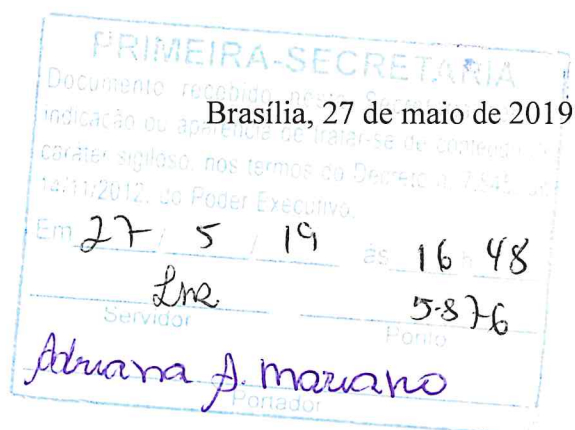 PRIMEIRA-SECRETARIA
Documento recebido nesta Secretaria
Brasília, 27 de maio de 2019
indicação ou aparência de tratar-se de conteúdo de
caráter sigiloso, nos termos do Decreto n. 7.845, de
14/11/2012, do Poder Executivo.
Em 27 / 5 / 19 às 16 h 48
5.876
Servidor Ponto
Adriana A. Mariano
Portador